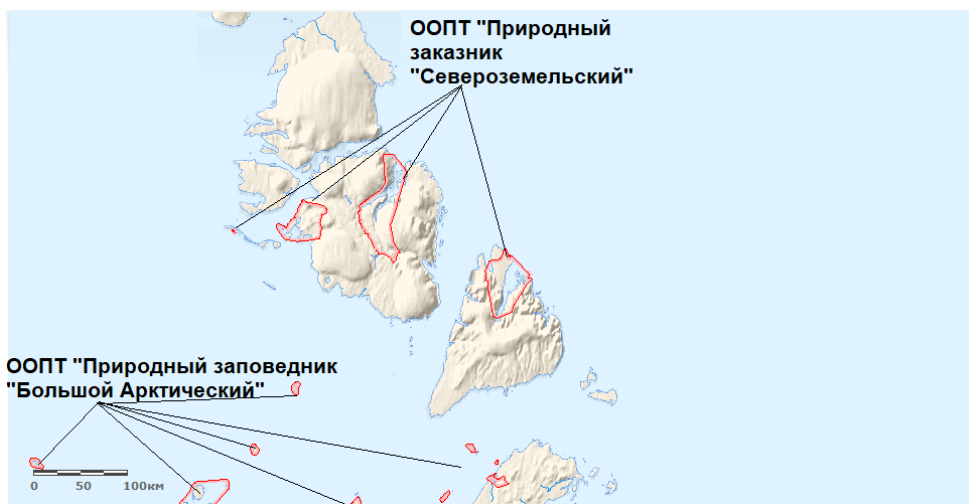 ООПТ "Природный
заказник
"Североземельский"
ООПТ "Природный заповедник
"Большой Арктический"
0 50 100км